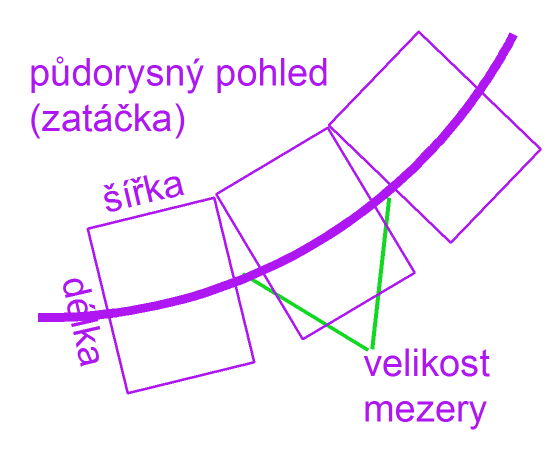 půdorysný pohled
(zatáčka)
šířka
délka
velikost
mezery